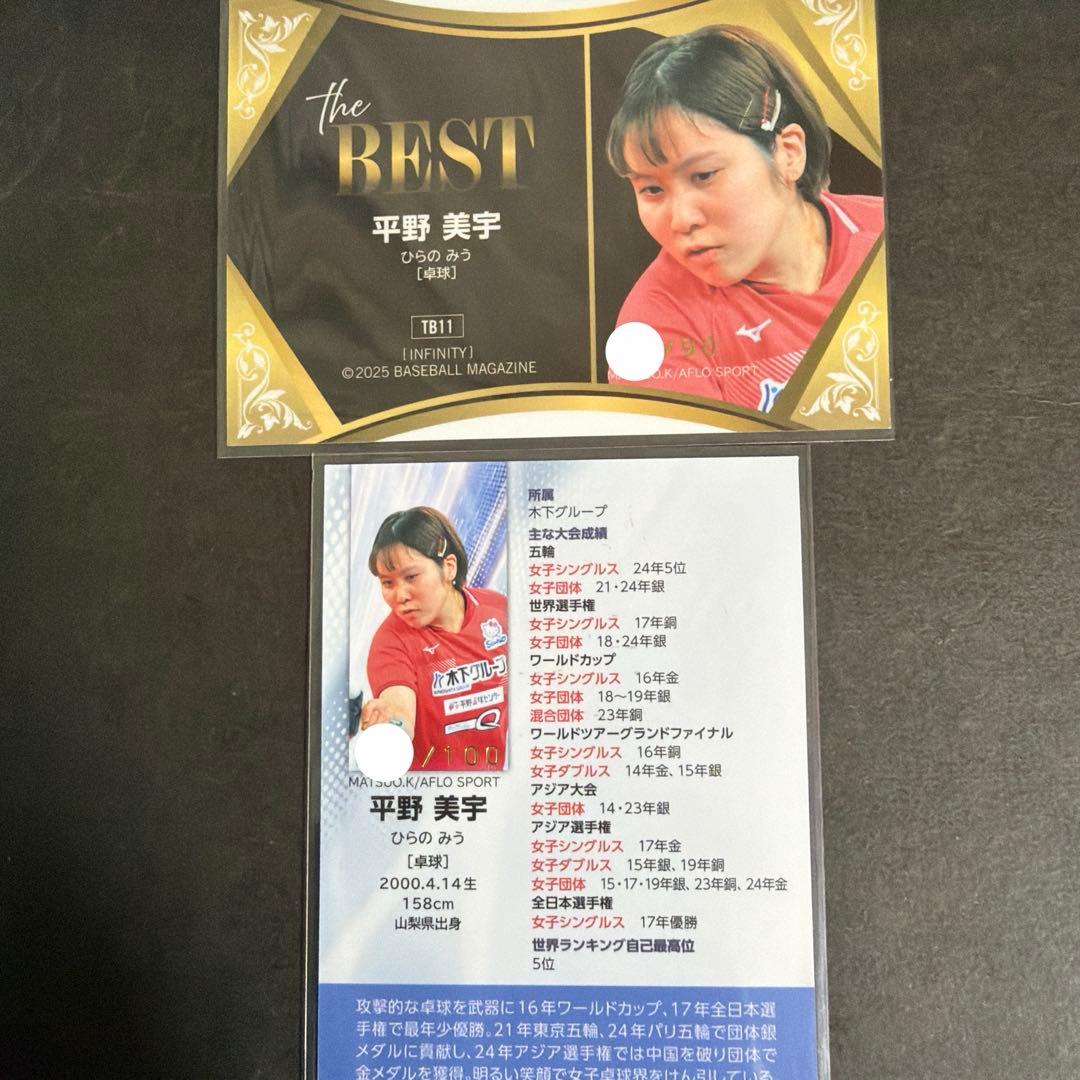 the
BEST
平野 美宇
ひらの みう
[卓球]
TB11
[INFINITY]
©2025 BASEBALL MAGAZINE
/90
O.K/AFLO SPORT
木下グループ
Q
/100
MATSUO.K/AFLO SPORT
平野 美宇
ひらの みう
[卓球]
2000.4.14生
158cm
山梨県出身
所属
木下グループ
主な大会成績
五輪
女子シングルス 24年5位
女子団体 21・24年銀
世界選手権
女子シングルス 17年銅
女子団体 18・24年銀
ワールドカップ
女子シングルス 16年金
女子団体 18〜19年銀
混合団体 23年銅
ワールドツアーグランドファイナル
女子シングルス 16年銅
女子ダブルス 14年金、15年銀
アジア大会
女子団体 14・23年銀
アジア選手権
女子シングルス 17年金
女子ダブルス 15年銀、19年銅
女子団体 15・17・19年銀、23年銅、24年金
全日本選手権
女子シングルス 17年優勝
世界ランキング自己最高位
5位
攻撃的な卓球を武器に16年ワールドカップ、17年全日本選
手権で最年少優勝。21年東京五輪、24年パリ五輪で団体銀
メダルに貢献し、24年アジア選手権では中国を破り団体で
金メダルを獲得。明るい笑顔で女子卓球界をけん引している